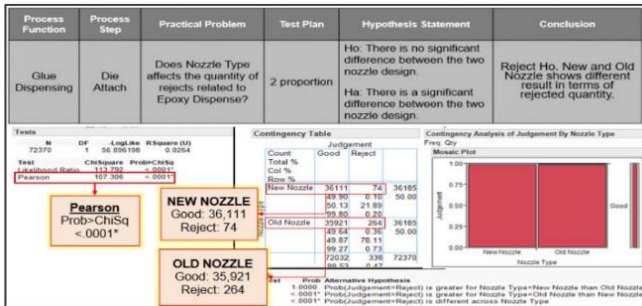 Process Function
Process Step
Practical Problem
Test Plan
Hypothesis Statement
Conclusion
Glue Dispensing
Die Attach
Does Nozzle Type affects the quantity of rejects related to Epoxy Dispense?
2 proportion
Ho: There is no significant difference between the two nozzle design.
Ha: There is a significant difference between the two nozzle design.
Reject Ho. New and Old Nozzle shows different result in terms of rejected quantity.
Tests
N DF -LogLike RSquare (U)
72370 1 56.896198 0.0264
Test ChiSquare Prob>ChiSq
Likelihood Ratio 113.792 <.0001*
Pearson 107.306 <.0001*
Pearson
Prob>ChiSq
<.0001*
NEW NOZZLE
Good: 36,111
Reject: 74
OLD NOZZLE
Good: 35,921
Reject: 264
Contingency Table
Judgement
Count Good Reject
Total %
Col %
Row %
New Nozzle 36111 74 36185
49.90 0.10 50.00
50.13 21.89
99.80 0.20
Old Nozzle 35921 264 36185
49.64 0.36 50.00
49.87 78.11
99.27 0.73
72032 338 72370
99.53 0.47
Contingency Analysis of Judgement By Nozzle Type
Freq: Qty
Mosaic Plot
1.00
0.75
0.50
0.25
0.00
Judgement
Good
New Nozzle Old Nozzle
Nozzle Type
Prob Alternative Hypothesis
1.0000 Prob(Judgement=Reject) is greater for Nozzle Type=New Nozzle than Old Nozzle
<.0001* Prob(Judgement=Reject) is greater for Nozzle Type=Old Nozzle than New Nozzle
<.0001* Prob(Judgement=Reject) is different across Nozzle Type